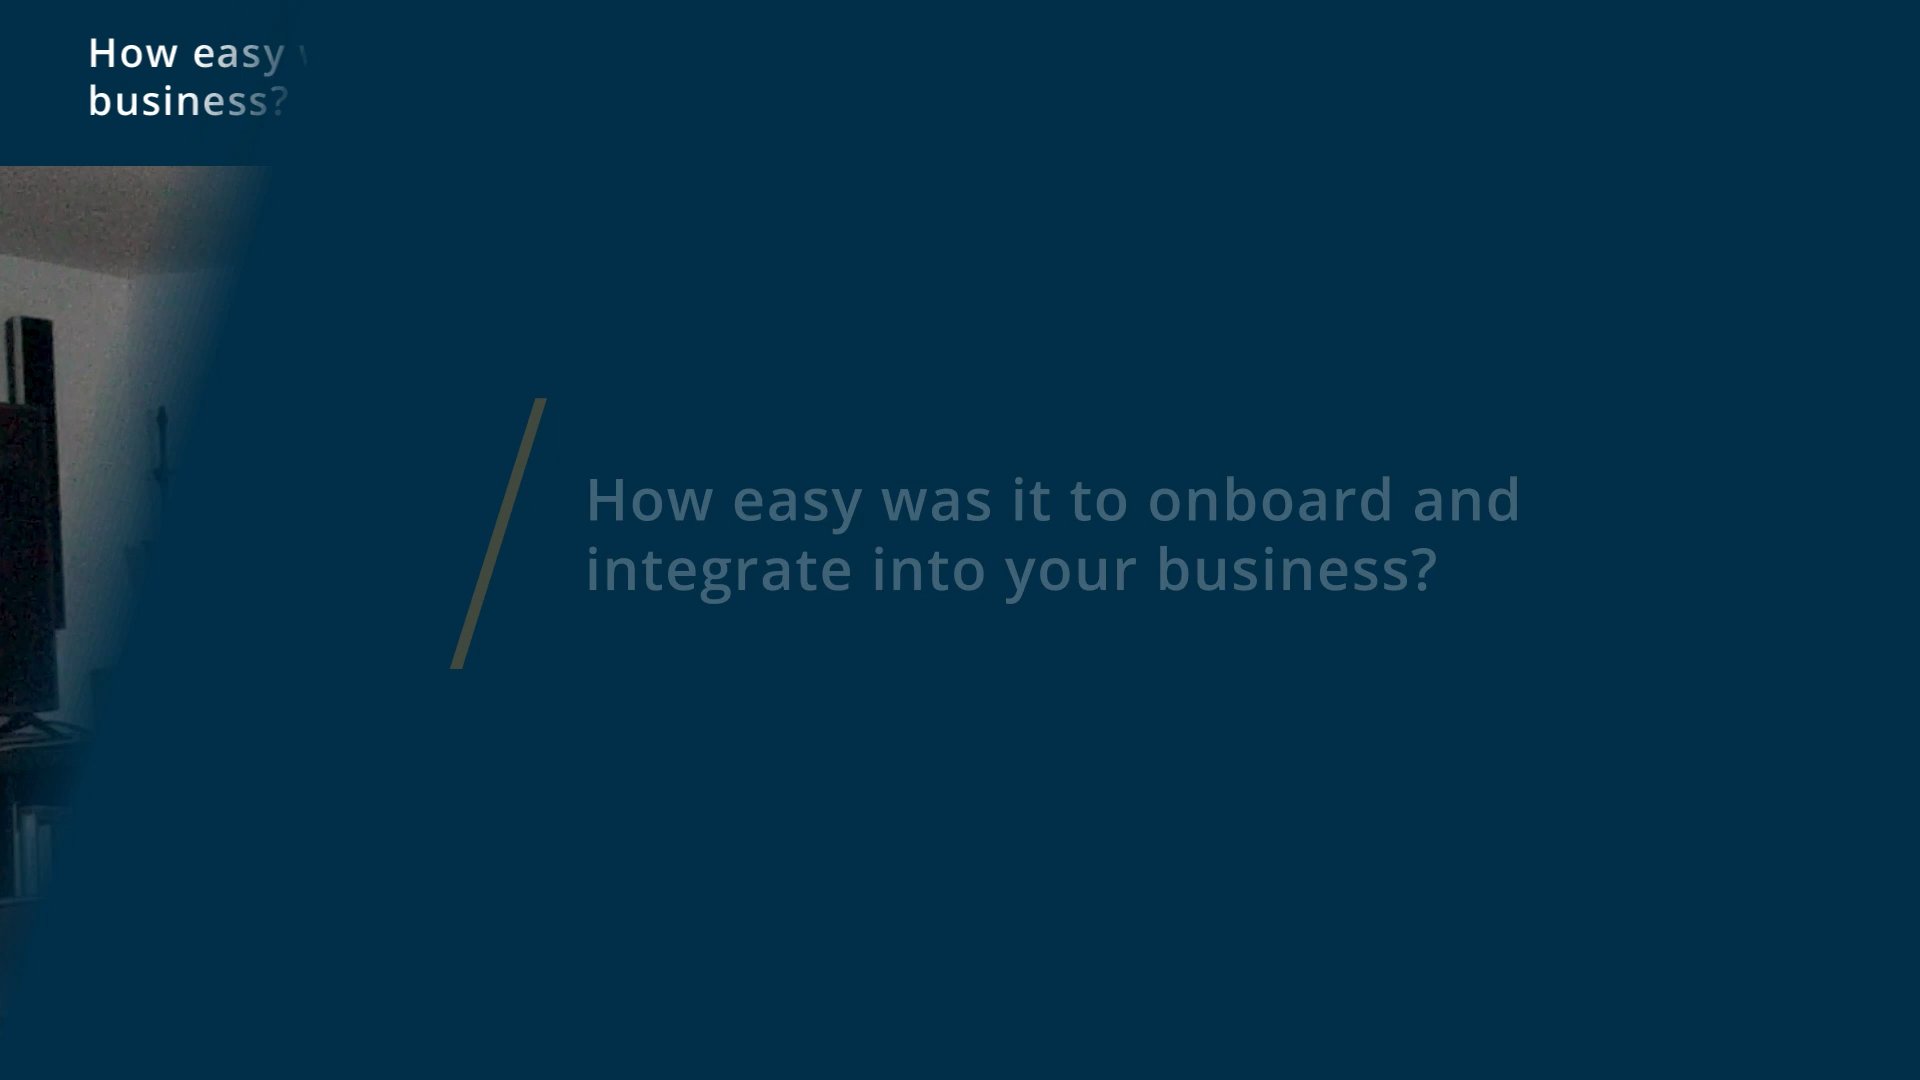 How easy
business?
How easy was it to onboard and
integrate into your business?